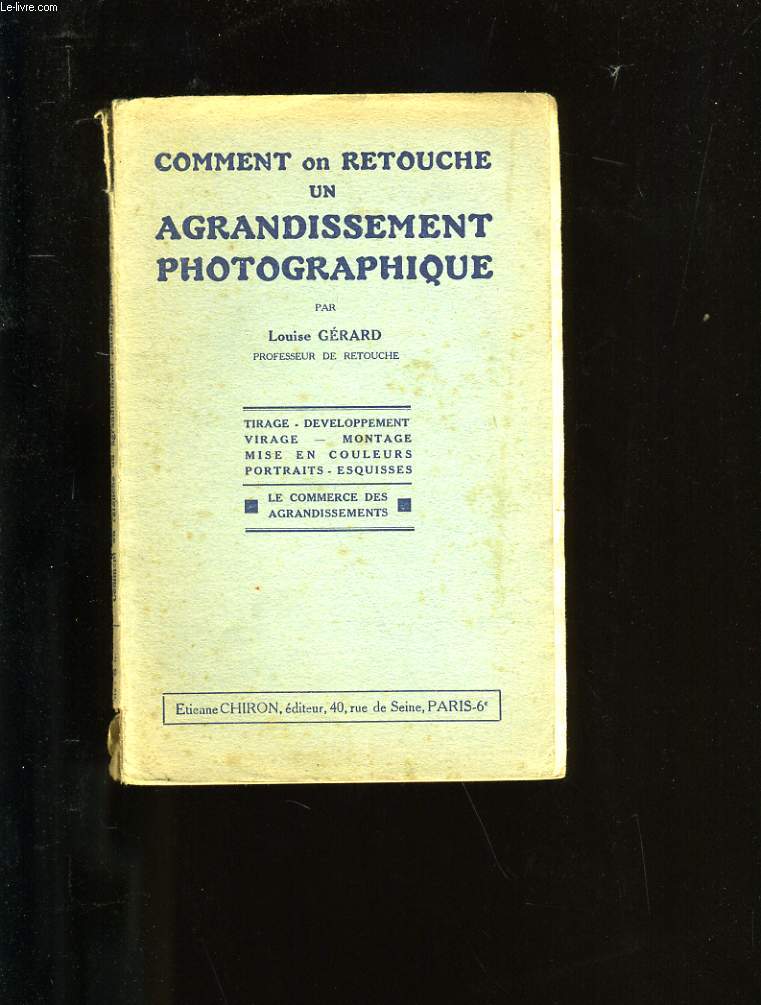 Le-livre.com
COMMENT on RETOUCHE
UN
AGRANDISSEMENT
PHOTOGRAPHIQUE
PAR
Louise GÉRARD
PROFESSEUR DE RETOUCHE
TIRAGE - DEVELOPPEMENT
VIRAGE — MONTAGE
MISE EN COULEURS
PORTRAITS - ESQUISSES
LE COMMERCE DES
AGRANDISSEMENTS
Etienne CHIRON, éditeur, 40, rue de Seine, PARIS-6e